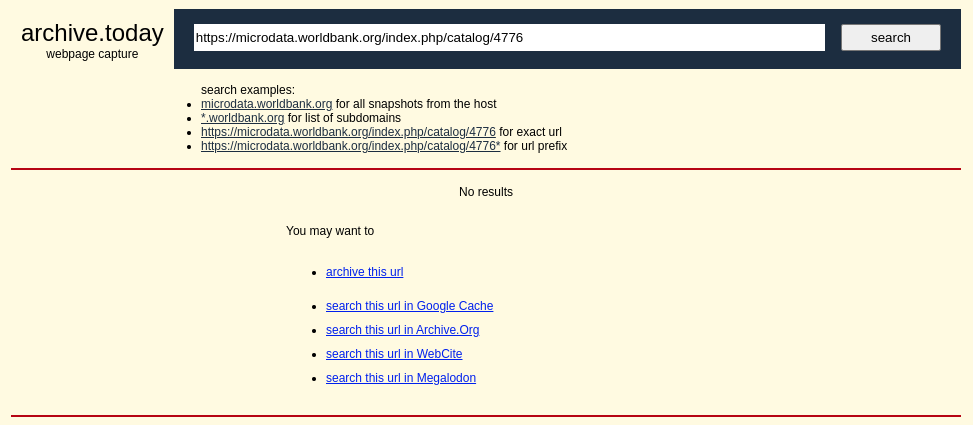 archive.today
webpage capture
https://microdata.worldbank.org/index.php/catalog/4776
search
search examples:
microdata.worldbank.org for all snapshots from the host
*.worldbank.org for list of subdomains
https://microdata.worldbank.org/index.php/catalog/4776 for exact url
https://microdata.worldbank.org/index.php/catalog/4776* for url prefix
No results
You may want to
archive this url
search this url in Google Cache
search this url in Archive.Org
search this url in WebCite
search this url in Megalodon